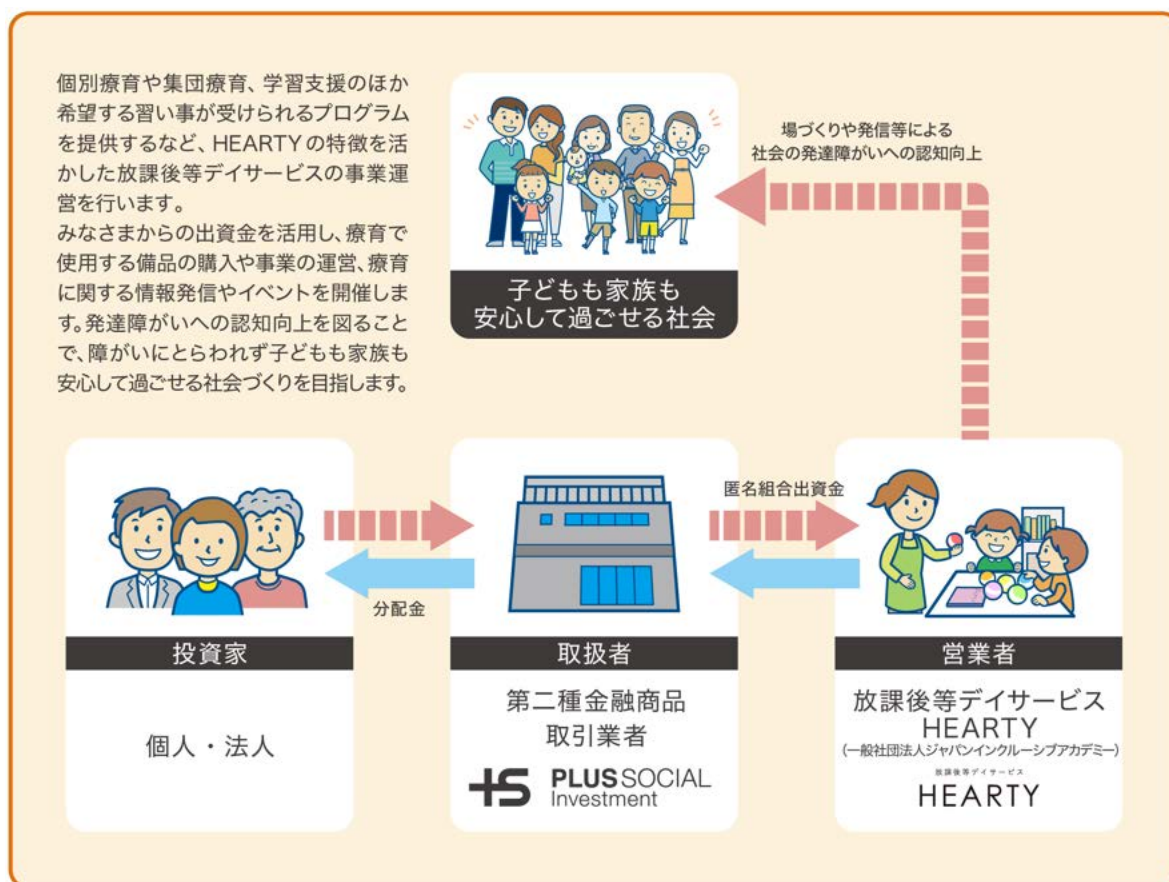 個別療育や集団療育、学習支援のほか
希望する習い事が受けられるプログラム
を提供するなど、HEARTYの特徴を活
かした放課後等デイサービスの事業運
営を行います。
みなさまからの出資金を活用し、療育で
使用する備品の購入や事業の運営、療育
に関する情報発信やイベントを開催しま
す。発達障がいへの認知向上を図ること
で、障がいにとらわれず子どもも家族も
安心して過ごせる社会づくりを目指します。
子どもも家族も
安心して過ごせる社会
場づくりや発信等による
社会の発達障がいへの認知向上
匿名組合出資金
分配金
投資家
個人・法人
取扱者
第二種金融商品
取引業者
+S PLUS SOCIAL
Investment
営業者
放課後等デイサービス
HEARTY
(一般社団法人ジャパンインクルーシブアカデミー)
放課後等デイサービス
HEARTY